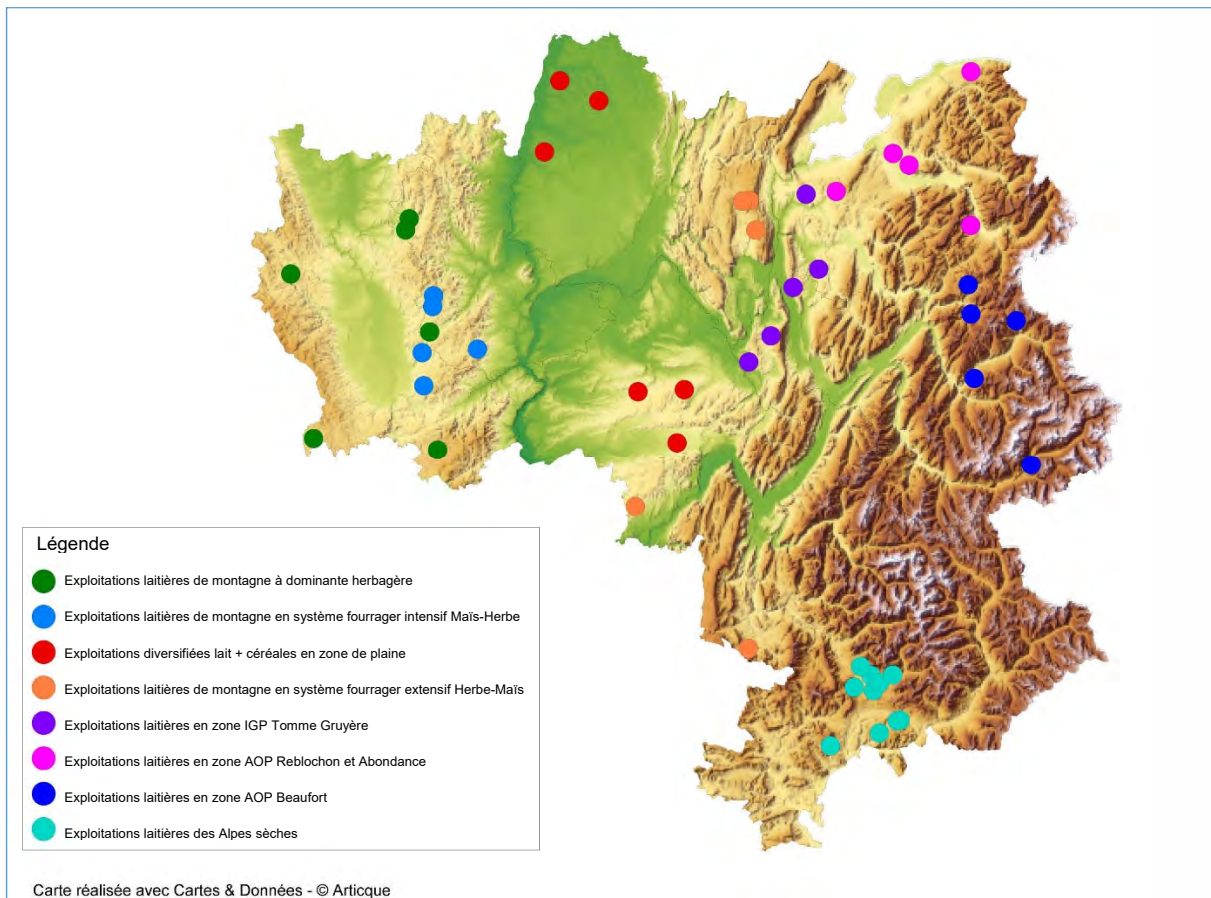 Légende
Exploitations laitières de montagne à dominante herbagère
Exploitations laitières de montagne en système fourrager intensif Maïs-Herbe
Exploitations diversifiées lait + céréales en zone de plaine
Exploitations laitières de montagne en système fourrager extensif Herbe-Maïs
Exploitations laitières en zone IGP Tomme Gruyère
Exploitations laitières en zone AOP Reblochon et Abondance
Exploitations laitières en zone AOP Beaufort
Exploitations laitières des Alpes sèches
Carte réalisée avec Cartes & Données - © Articque